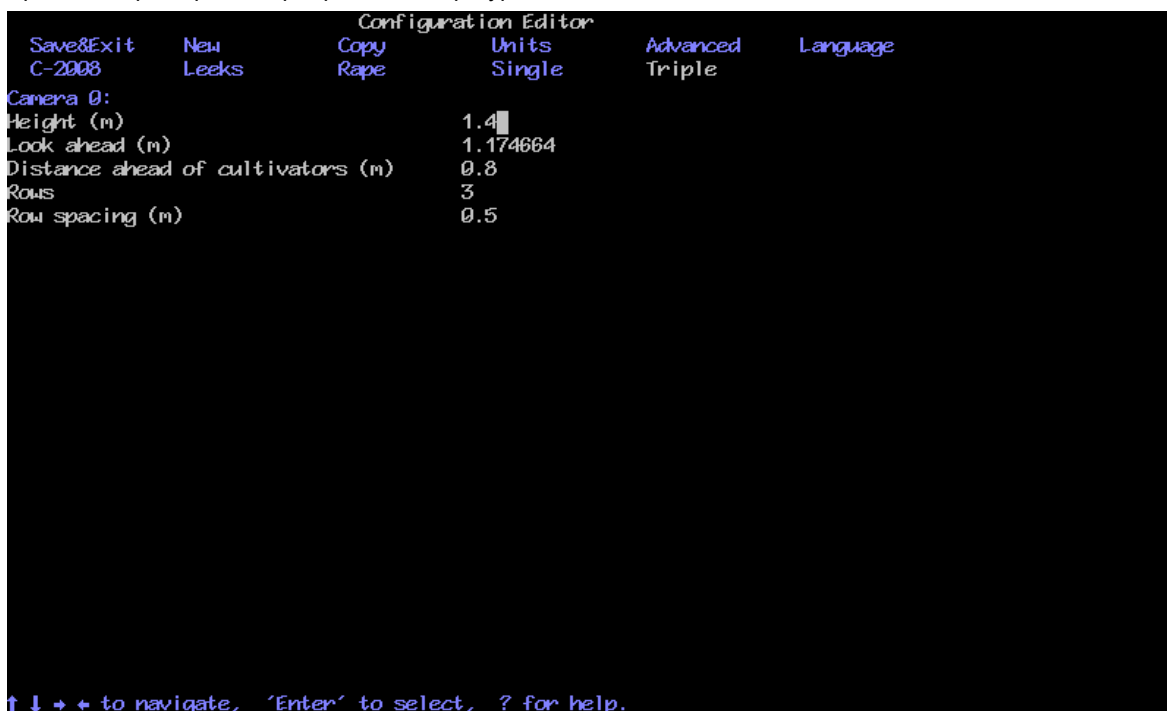 Configuration Editor
Save&Exit New Copy Units Advanced Language
C-2008 Leeks Rape Single Triple
Camera 0:
Height (m) 1.4
Look ahead (m) 1.174664
Distance ahead of cultivators (m) 0.8
Rows 3
Row spacing (m) 0.5
↑ ↓ → ← to navigate, ´Enter´ to select, ? for help.